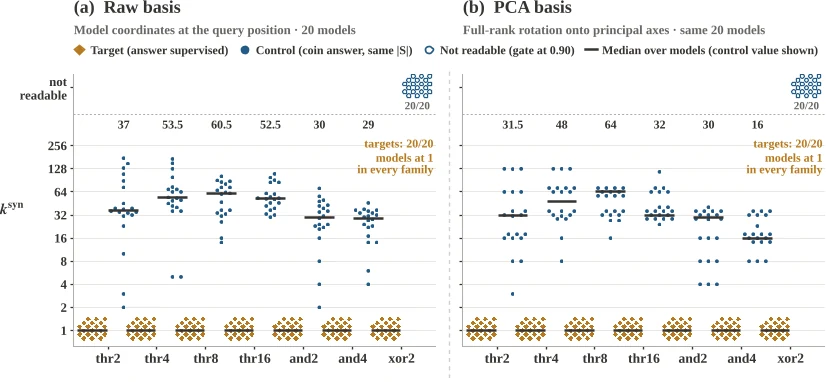 (a) Raw basis
Model coordinates at the query position · 20 models
(b) PCA basis
Full-rank rotation onto principal axes · same 20 models
Target (answer supervised) Control (coin answer, same |S|) Not readable (gate at 0.90) Median over models (control value shown)
not
readable
20/20
37 53.5 60.5 52.5 30 29
targets: 20/20
models at 1
in every family
256
128
64
32
16
8
4
2
1
k^syn
thr2 thr4 thr8 thr16 and2 and4 xor2
20/20
31.5 48 64 32 30 16
targets: 20/20
models at 1
in every family
thr2 thr4 thr8 thr16 and2 and4 xor2